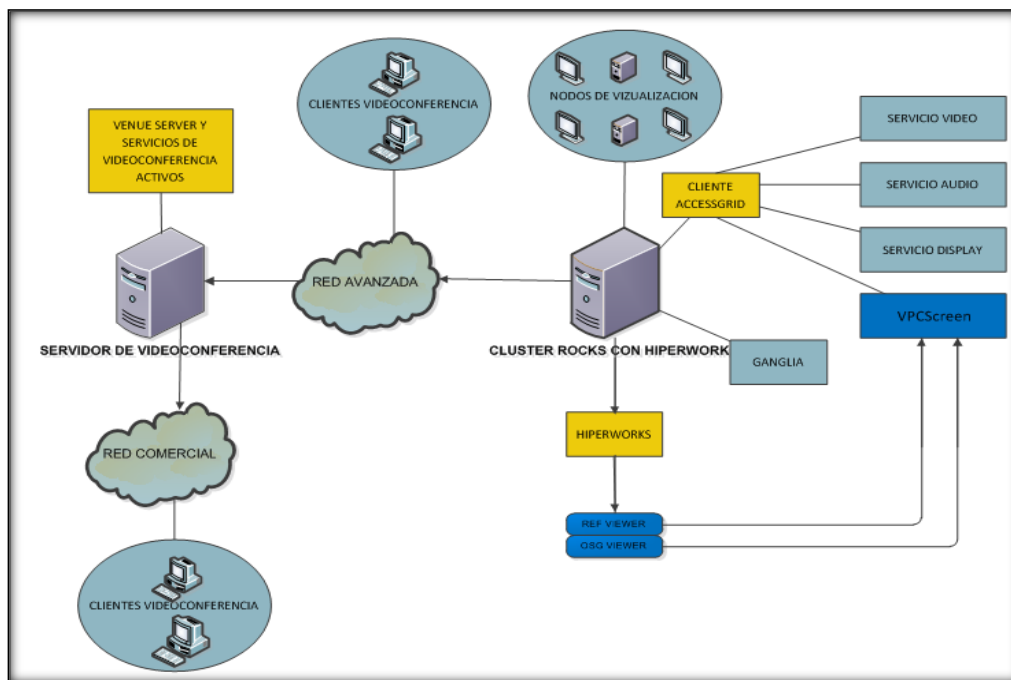 CLIENTES VIDEOCONFERENCIA
NODOS DE VIZUALIZACION
VENUE SERVER Y
SERVICIOS DE
VIDEOCONFERENCIA
ACTIVOS
SERVICIO VIDEO
CLIENTE
ACCESSGRID
SERVICIO AUDIO
SERVICIO DISPLAY
RED AVANZADA
VPCScreen
SERVIDOR DE VIDEOCONFERENCIA
CLUSTER ROCKS CON HIPERWORK
GANGLIA
HIPERWORKS
RED COMERCIAL
REF VIEWER
OSG VIEWER
CLIENTES VIDEOCONFERENCIA